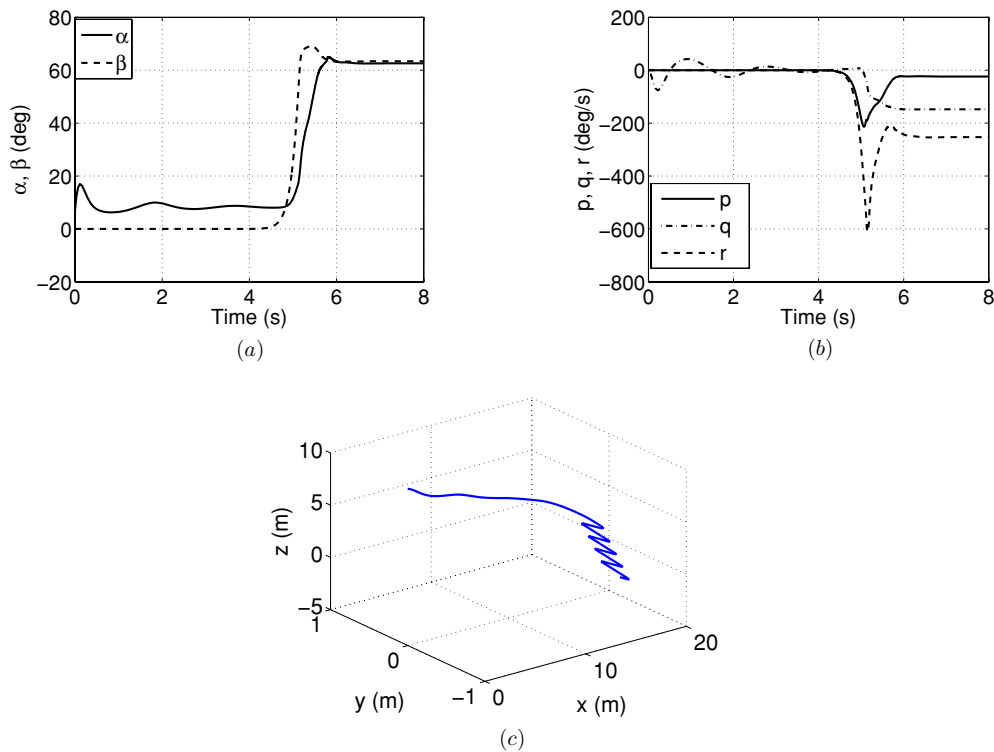 80
60
40
20
0
−20
α, β (deg)
α
β
0 2 4 6 8
Time (s)
(a)
200
0
−200
−400
−600
−800
p, q, r (deg/s)
p
q
r
0 2 4 6 8
Time (s)
(b)
10
5
0
−5
z (m)
1
0
−1
y (m)
0
10
20
x (m)
(c)